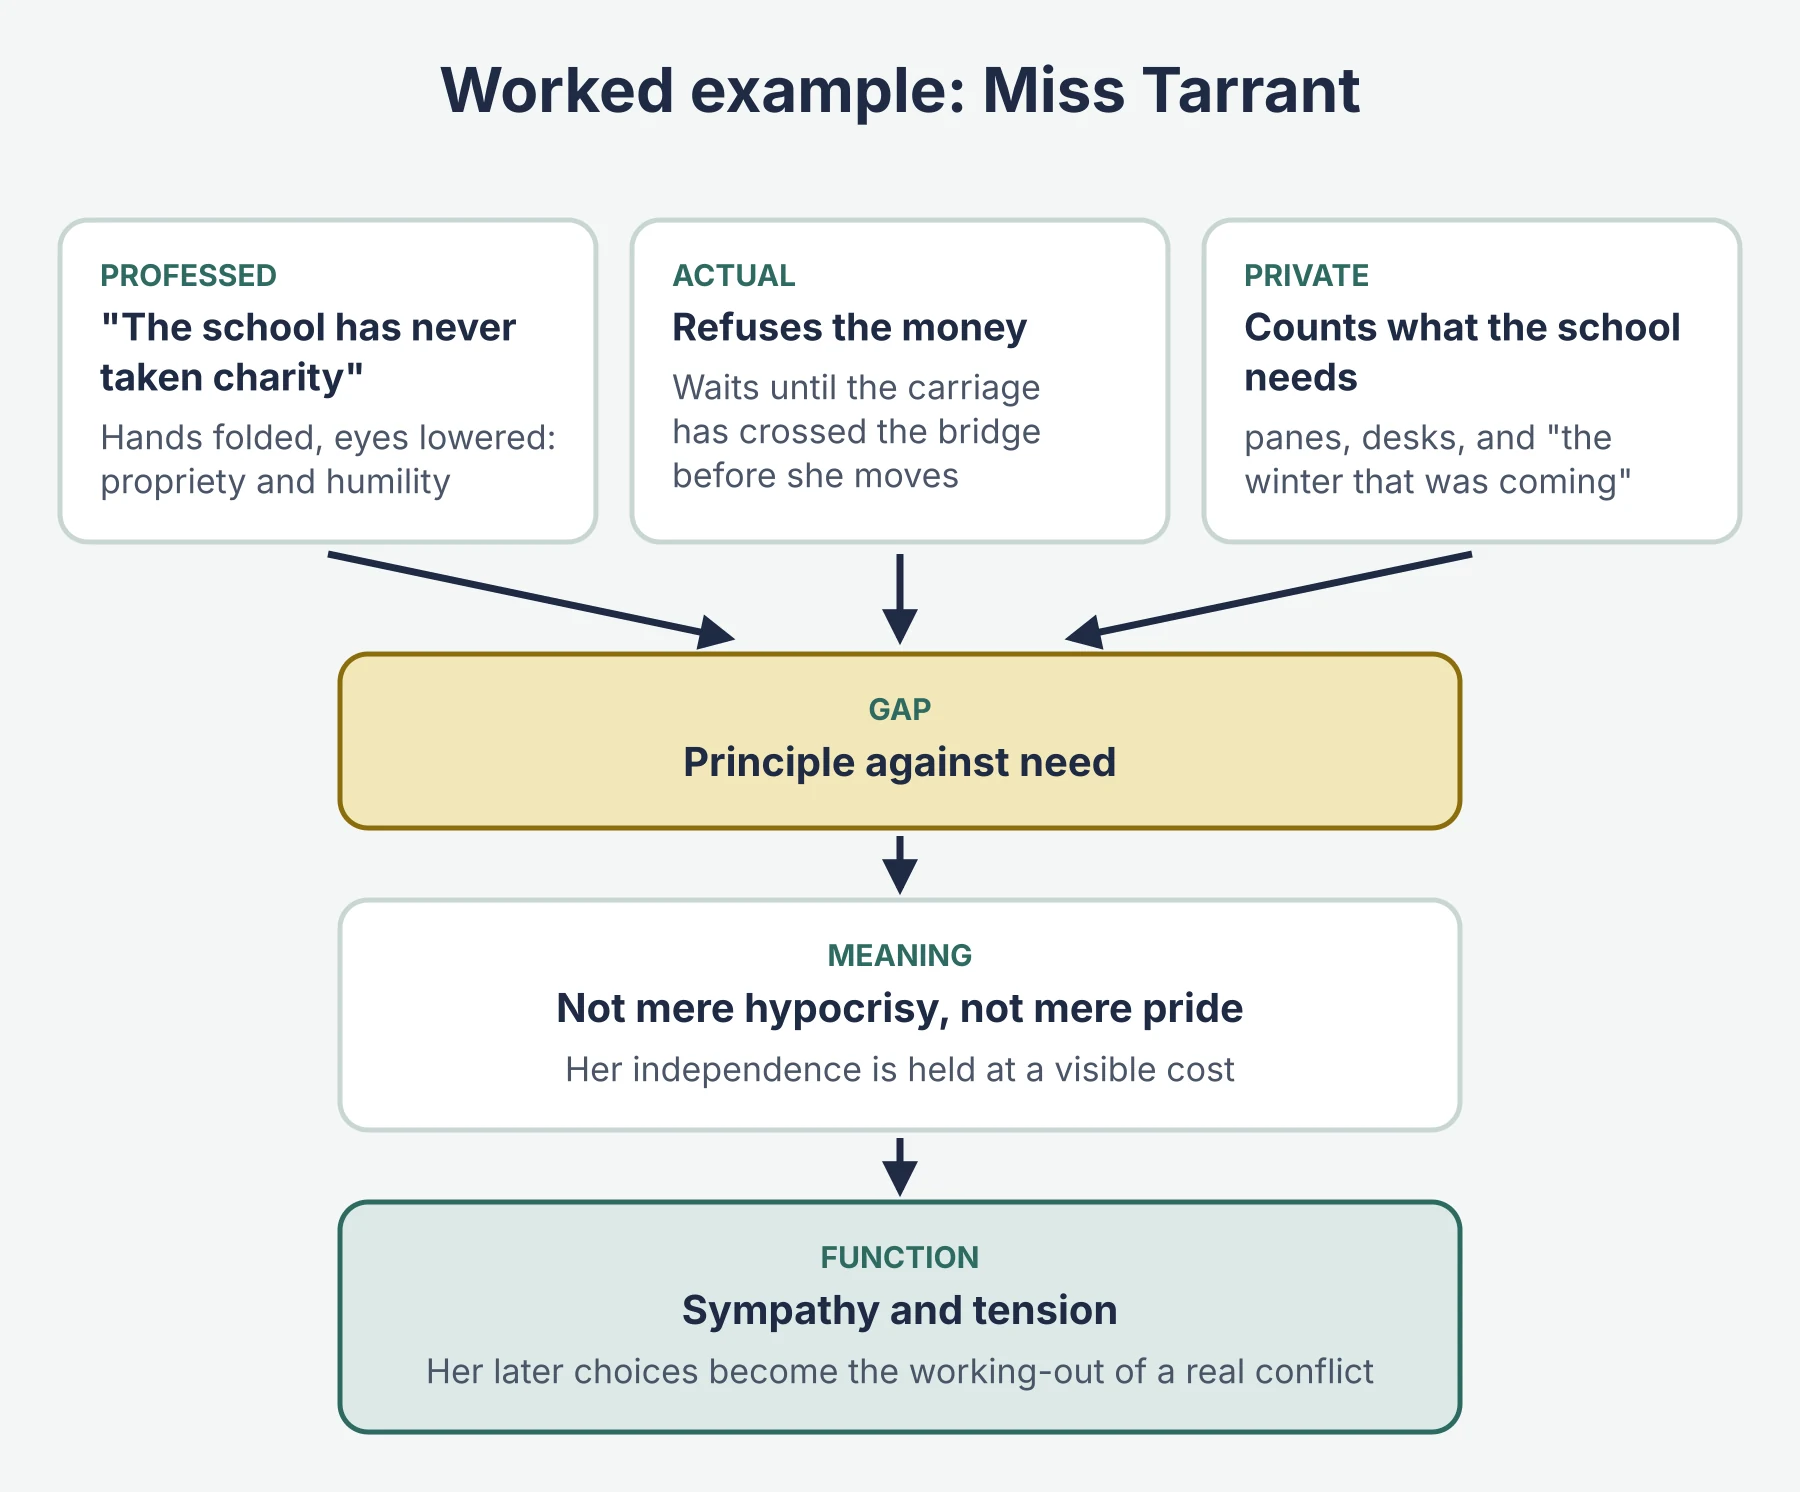 Worked example: Miss Tarrant
PROFESSED
"The school has never
taken charity"
Hands folded, eyes lowered:
propriety and humility
ACTUAL
Refuses the money
Waits until the carriage
has crossed the bridge
before she moves
PRIVATE
Counts what the school
needs
panes, desks, and "the
winter that was coming"
GAP
Principle against need
MEANING
Not mere hypocrisy, not mere pride
Her independence is held at a visible cost
FUNCTION
Sympathy and tension
Her later choices become the working-out of a real conflict